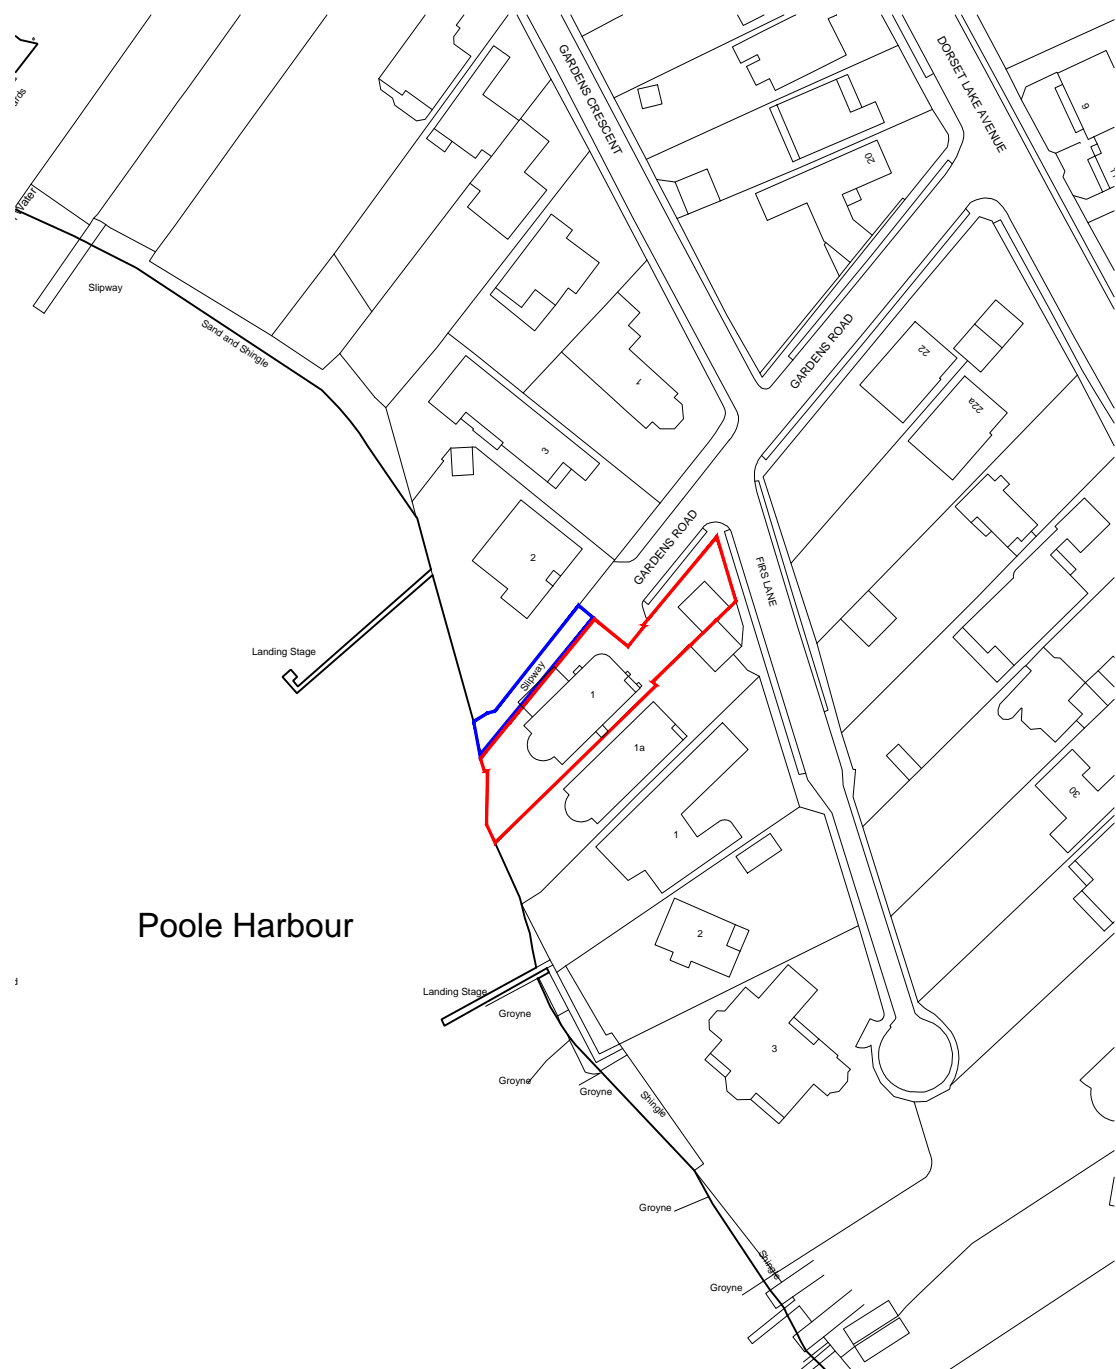 GARDENS CRESCENT
DORSET LAKE AVENUE
9
20
Water
Slipway
Sand and Shingle
GARDENS ROAD
22
22a
1
3
2
GARDENS ROAD
FIRS LANE
Landing Stage
Slipway
1
1a
30
1
Poole Harbour
2
Landing Stage
Groyne
3
Groyne
Groyne
Shingle
Groyne
Shingle
Groyne